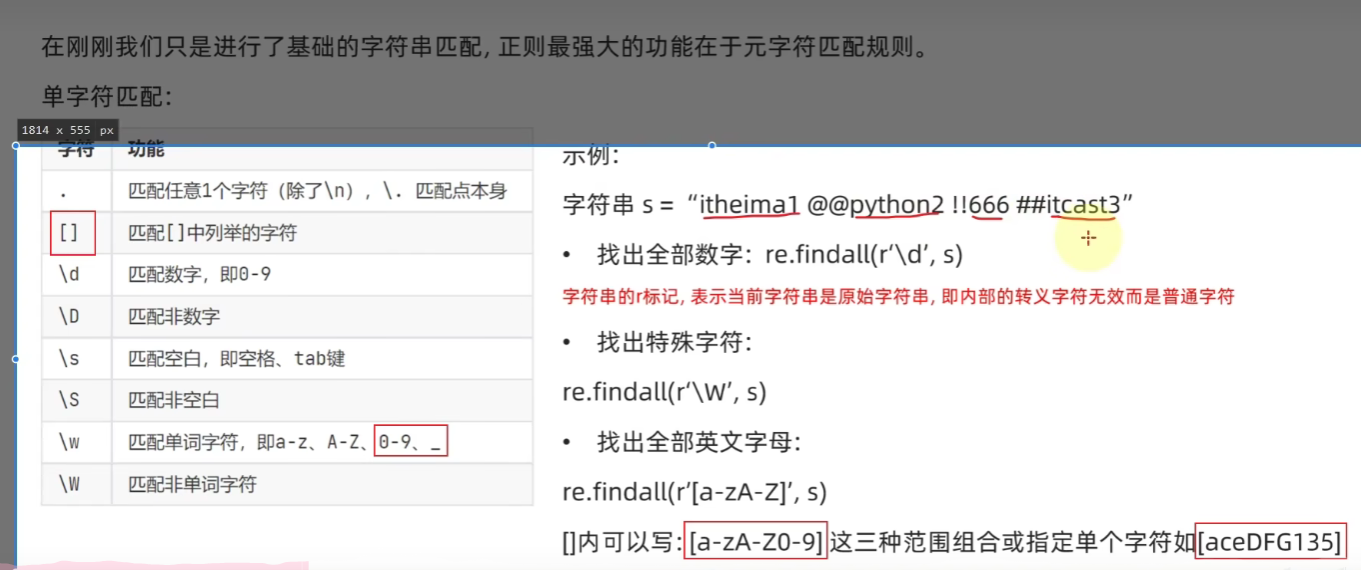 在刚刚我们只是进行了基础的字符串匹配, 正则最强大的功能在于元字符匹配规则。
单字符匹配：
1814 x 555 px
字符 功能
. 匹配任意1个字符（除了\n）, \. 匹配点本身
[] 匹配[]中列举的字符
\d 匹配数字, 即0-9
\D 匹配非数字
\s 匹配空白, 即空格、tab键
\S 匹配非空白
\w 匹配单词字符, 即a-z、A-Z、0-9、_
\W 匹配非单词字符
示例：
字符串 s = “itheima1 @@python2 !!666 ##itcast3”
• 找出全部数字：re.findall(r‘\d’, s)
字符串的r标记, 表示当前字符串是原始字符串, 即内部的转义字符无效而是普通字符
• 找出特殊字符：
re.findall(r‘\W’, s)
• 找出全部英文字母：
re.findall(r’[a-zA-Z]’, s)
[]内可以写：[a-zA-Z0-9]这三种范围组合或指定单个字符如[aceDFG135]